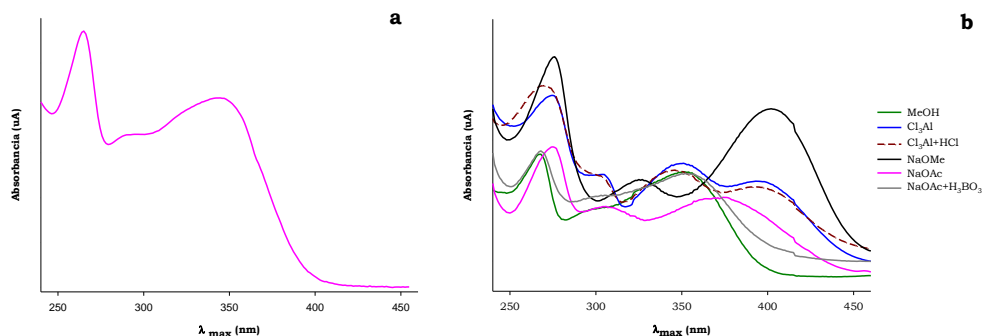 a
Absorbancia (uA)
250 300 350 400
λ max (nm)
b
Absorbancia (uA)
250 300 350 400 450
λmax (nm)
MeOH
Cl₃Al
Cl₃Al+HCl
NaOMe
NaOAc
NaOAc+H₃BO₃